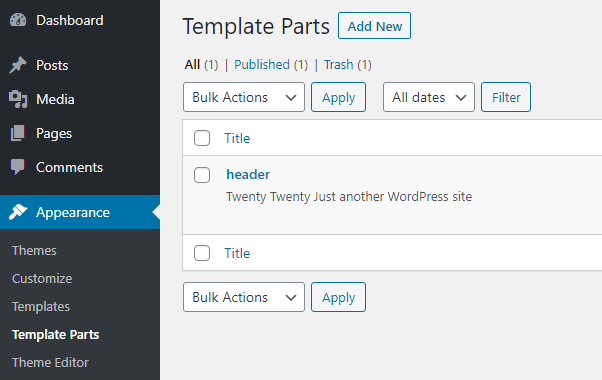 Dashboard
Posts
Media
Pages
Comments
Appearance
Themes
Customize
Templates
Template Parts
Theme Editor
Template Parts Add New
All (1) | Published (1) | Trash (1)
Bulk Actions Apply All dates Filter
Title
header
Twenty Twenty Just another WordPress site
Title
Bulk Actions Apply